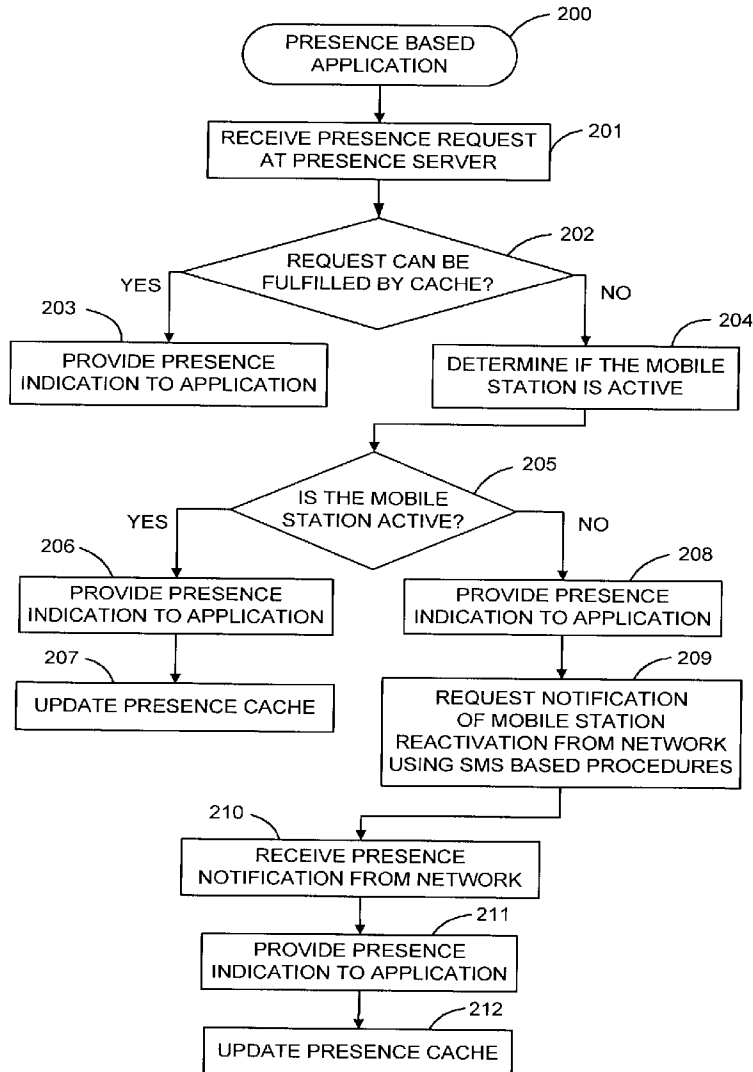 200
PRESENCE BASED
APPLICATION
201
RECEIVE PRESENCE REQUEST
AT PRESENCE SERVER
202
REQUEST CAN BE
FULFILLED BY CACHE?
YES
NO
203
PROVIDE PRESENCE
INDICATION TO APPLICATION
204
DETERMINE IF THE MOBILE
STATION IS ACTIVE
205
IS THE MOBILE
STATION ACTIVE?
YES
NO
206
PROVIDE PRESENCE
INDICATION TO APPLICATION
208
PROVIDE PRESENCE
INDICATION TO APPLICATION
207
UPDATE PRESENCE CACHE
209
REQUEST NOTIFICATION
OF MOBILE STATION
REACTIVATION FROM NETWORK
USING SMS BASED PROCEDURES
210
RECEIVE PRESENCE
NOTIFICATION FROM NETWORK
211
PROVIDE PRESENCE
INDICATION TO APPLICATION
212
UPDATE PRESENCE CACHE